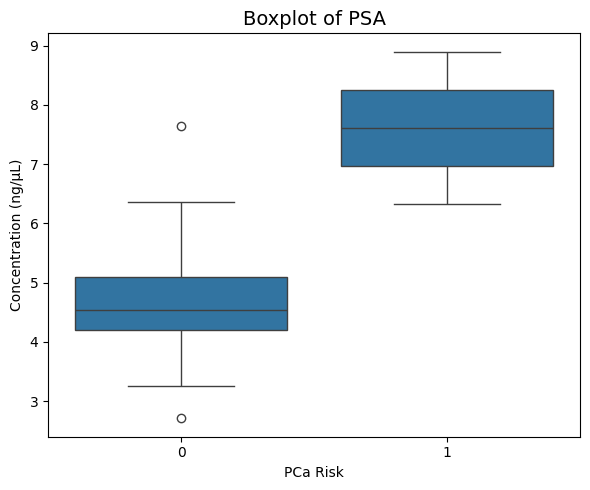 Boxplot of PSA
Concentration (ng/μL)
9
8
7
6
5
4
3
0 1
PCa Risk